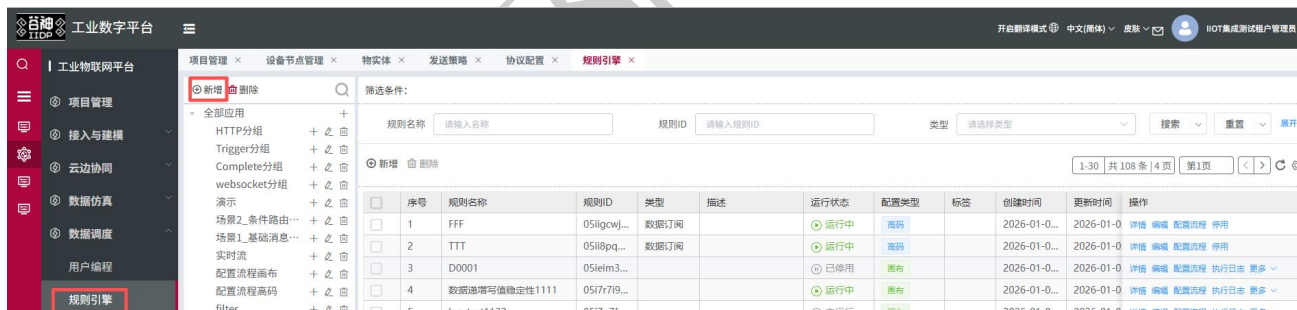 谷神 IIDP 工业数字平台 开启翻译模式 中文(简体) 皮肤 IIOT集成测试租户管理员
工业物联网平台 项目管理 × 设备节点管理 × 物实体 × 发送策略 × 协议配置 × 规则引擎 ×
新增 删除 筛选条件:
项目管理
全部应用
接入与建模 HTTP分组 规则名称 请输入名称 规则ID 请输入规则ID 类型 请选择类型 搜索 重置 展开
Trigger分组
云边协同 Complete分组 新增 删除 1-30 共108条 4页 第1页
websocket分组
数据仿真 演示 序号 规则名称 规则ID 类型 描述 运行状态 配置类型 标签 创建时间 更新时间 操作
场景2_条件路由… 1 FFF 05iigcwj... 数据订阅 运行中 高码 2026-01-0... 2026-01-0 详情 编辑 配置流程 停用
数据调度 场景1_基础消息… 2 TTT 05li8pq... 数据订阅 运行中 高码 2026-01-0... 2026-01-0 详情 编辑 配置流程 停用
实时流
用户编程 配置流程画布 3 D0001 05ieim3... 已停用 画布 2026-01-0... 2026-01-0 详情 编辑 配置流程 执行日志 更多
规则引擎 配置流程高码 4 数据递增写值稳定性1111 05i7r7i9... 运行中 画布 2026-01-0... 2026-01-0 详情 编辑 配置流程 执行日志 更多
filter